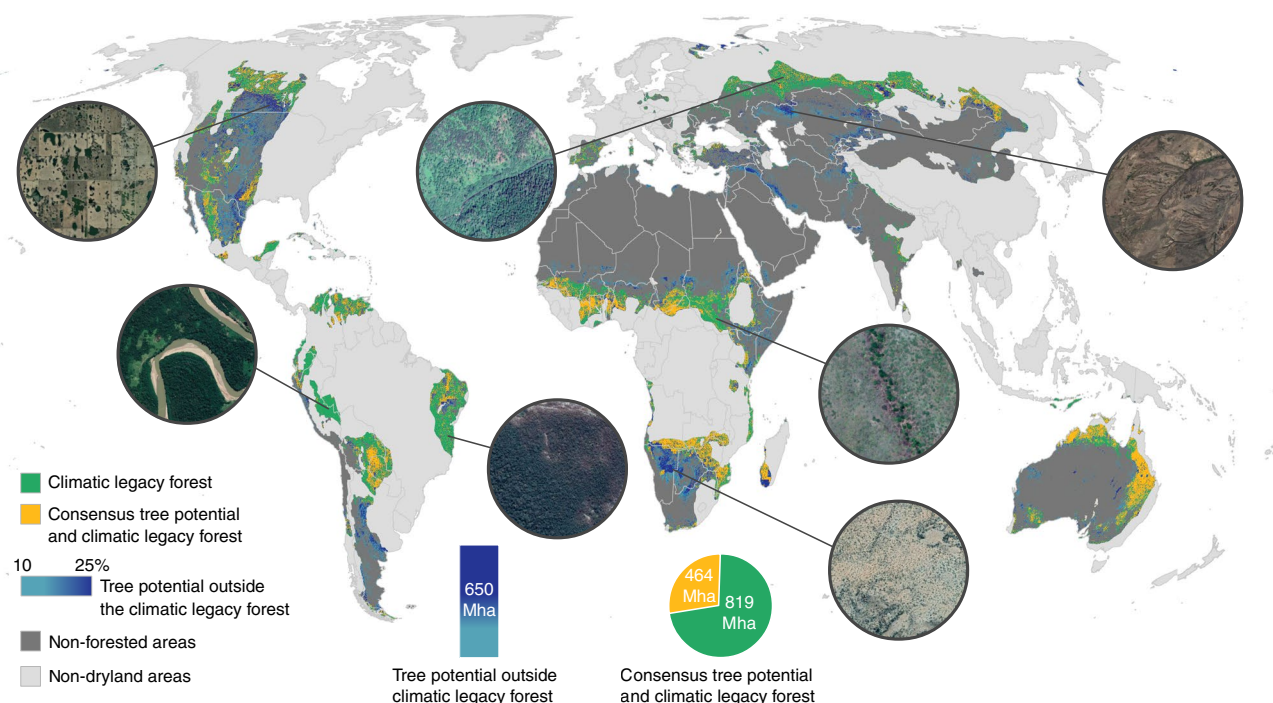 Climatic legacy forest
Consensus tree potential
and climatic legacy forest
10 25%
Tree potential outside
the climatic legacy forest
Non-forested areas
Non-dryland areas
650
Mha
Tree potential outside
climatic legacy forest
464
Mha
819
Mha
Consensus tree potential
and climatic legacy forest